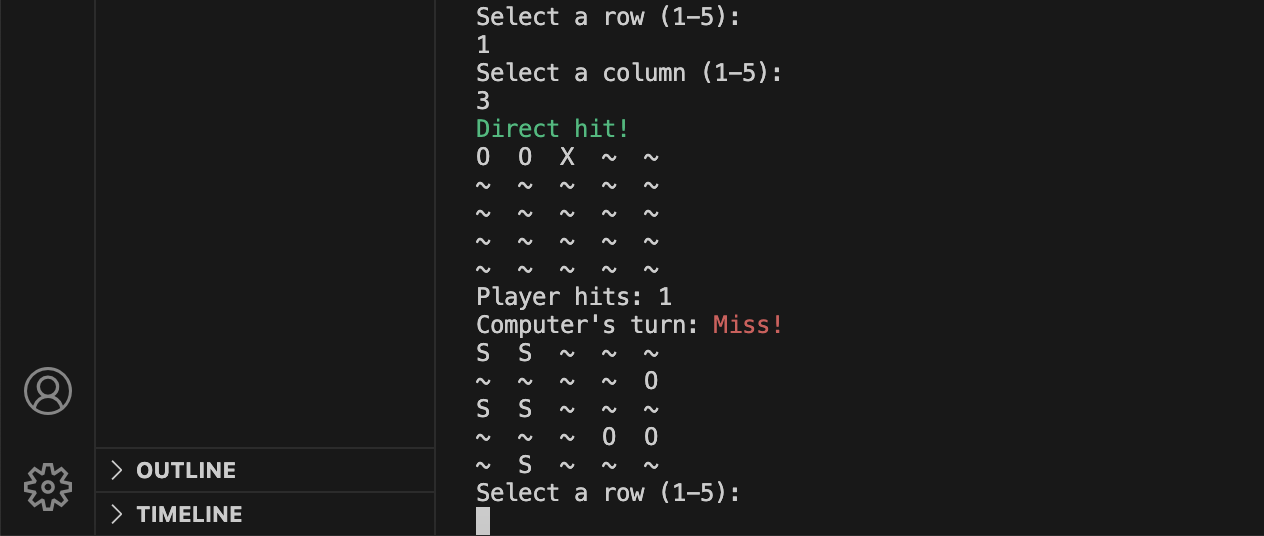 Select a row (1-5):
1
Select a column (1-5):
3
Direct hit!
O  O  X  ~  ~
~  ~  ~  ~  ~
~  ~  ~  ~  ~
~  ~  ~  ~  ~
~  ~  ~  ~  ~
Player hits: 1
Computer's turn: Miss!
S  S  ~  ~  ~
~  ~  ~  ~  O
S  S  ~  ~  ~
~  ~  ~  O  O
~  S  ~  ~  ~
Select a row (1-5):
OUTLINE
TIMELINE